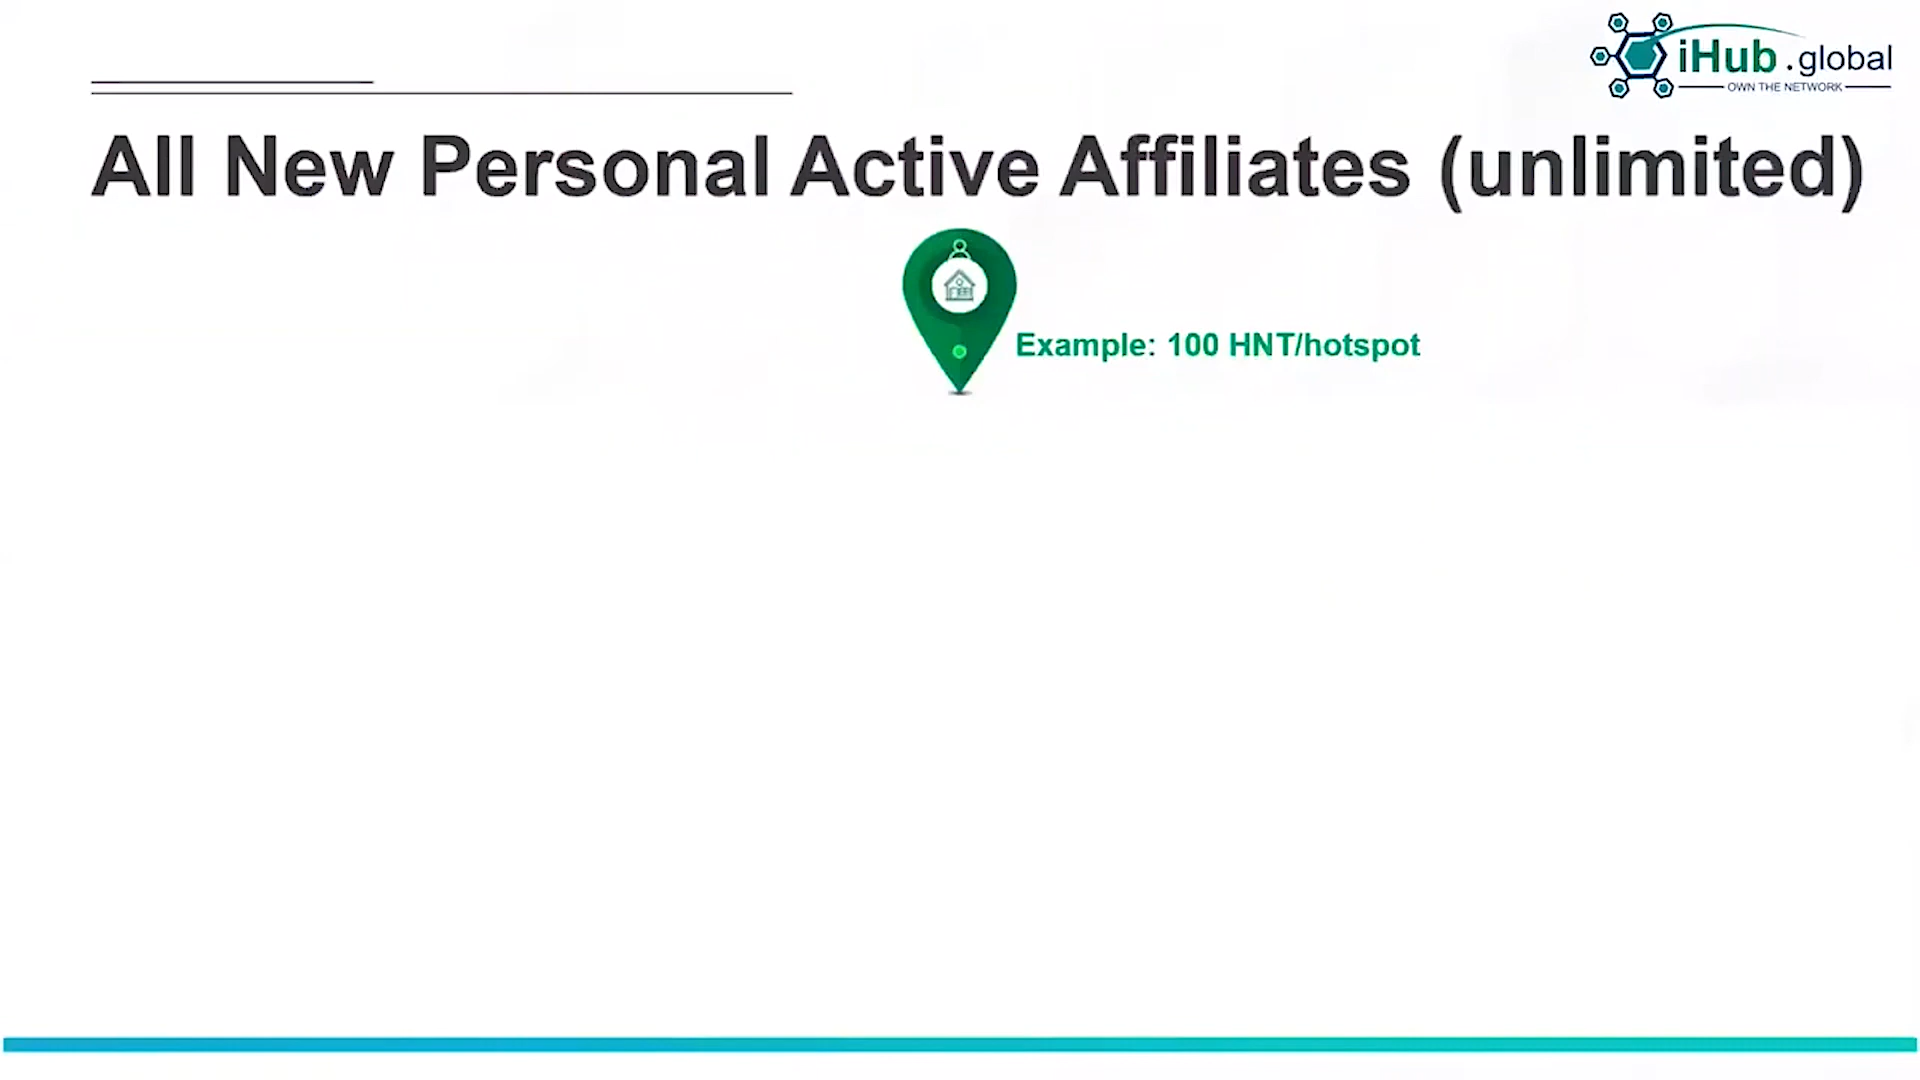 iHub.global
OWN THE NETWORK
All New Personal Active Affiliates (unlimited)
Example: 100 HNT/hotspot